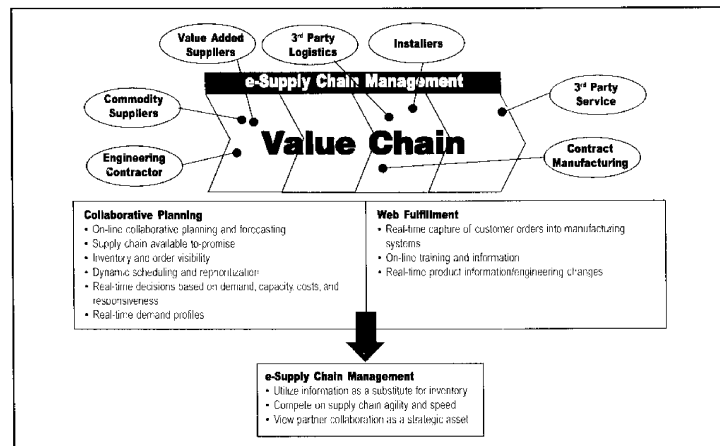 Value Added
Suppliers
3rd Party
Logistics
Installers
e-Supply Chain Management
Commodity
Suppliers
3rd Party
Service
Value Chain
Engineering
Contractor
Contract
Manufacturing
Collaborative Planning
• On-line collaborative planning and forecasting
• Supply chain available to-promise
• Inventory and order visibility
• Dynamic scheduling and reprioritization
• Real-time decisions based on demand, capacity, costs, and
responsiveness
• Real-time demand profiles
Web Fulfillment
• Real-time capture of customer orders into manufacturing
systems
• On-line training and information
• Real-time product information/engineering changes
e-Supply Chain Management
• Utilize information as a substitute for inventory
• Compete on supply chain agility and speed
• View partner collaboration as a strategic asset